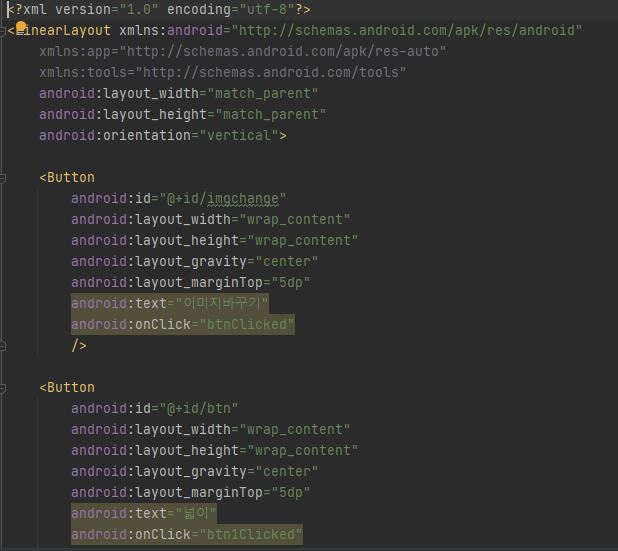 <?xml version="1.0" encoding="utf-8"?>
<LinearLayout xmlns:android="http://schemas.android.com/apk/res/android"
xmlns:app="http://schemas.android.com/apk/res-auto"
xmlns:tools="http://schemas.android.com/tools"
android:layout_width="match_parent"
android:layout_height="match_parent"
android:orientation="vertical">
<Button
android:id="@+id/imgchange"
android:layout_width="wrap_content"
android:layout_height="wrap_content"
android:layout_gravity="center"
android:layout_marginTop="5dp"
android:text="이미지바꾸기"
android:onClick="btnClicked"
/>
<Button
android:id="@+id/btn"
android:layout_width="wrap_content"
android:layout_height="wrap_content"
android:layout_gravity="center"
android:layout_marginTop="5dp"
android:text="넓이"
android:onClick="btn1Clicked"